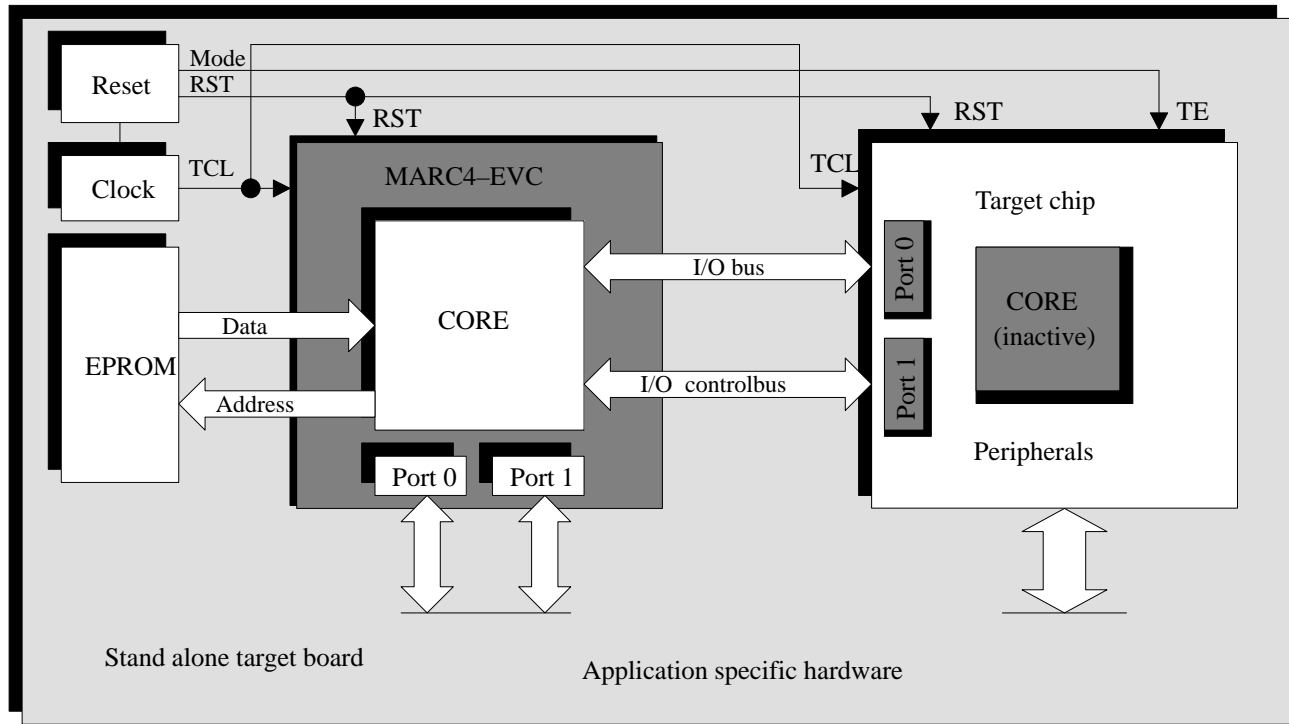 Mode
Reset
RST
RST
RST
TE
TCL
TCL
Clock
MARC4–EVC
Target chip
Port 0
I/O bus
CORE
CORE
(inactive)
Data
EPROM
Port 1
I/O controlbus
Address
Port 0
Port 1
Peripherals
Stand alone target board
Application specific hardware